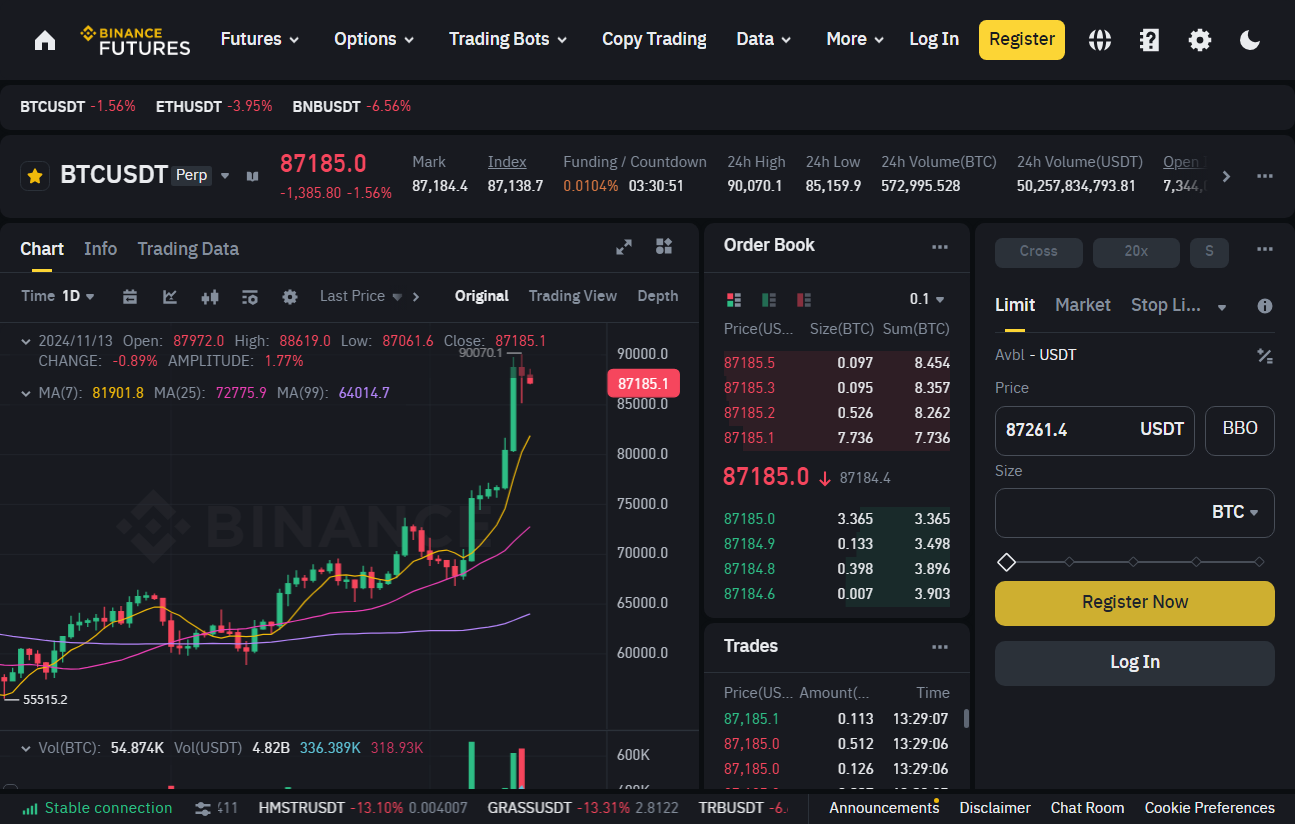 BINANCE FUTURES Futures Options Trading Bots Copy Trading Data More Log In Register
BTCUSDT -1.56% ETHUSDT -3.95% BNBUSDT -6.56%
BTCUSDT Perp
87185.0
-1,385.80 -1.56%
Mark Index Funding / Countdown 24h High 24h Low 24h Volume(BTC) 24h Volume(USDT) Open
87,184.4 87,138.7 0.0104% 03:30:51 90,070.1 85,159.9 572,995.528 50,257,834,793.81
Chart Info Trading Data
Time 1D Last Price Original Trading View Depth
2024/11/13 Open: 87972.0 High: 88619.0 Low: 87061.6 Close: 87185.1
CHANGE: -0.89% AMPLITUDE: 1.77%
MA(7): 81901.8 MA(25): 72775.9 MA(99): 64014.7
90070.1
BINANCE
55515.2
90000.0
87185.1
85000.0
80000.0
75000.0
70000.0
65000.0
60000.0
Vol(BTC): 54.874K Vol(USDT) 4.82B 336.389K 318.93K
600K
Order Book
0.1
Price(US... Size(BTC) Sum(BTC)
87185.5 0.097 8.454
87185.3 0.095 8.357
87185.2 0.526 8.262
87185.1 7.736 7.736
87185.0 87184.4
87185.0 3.365 3.365
87184.9 0.133 3.498
87184.8 0.398 3.896
87184.6 0.007 3.903
Trades
Price(US... Amount(... Time
87,185.1 0.113 13:29:07
87,185.0 0.512 13:29:06
87,185.0 0.126 13:29:06
Cross 20x S
Limit Market Stop Li...
Avbl - USDT
Price
87261.4 USDT BBO
Size
BTC
Register Now
Log In
Stable connection HMSTRUSDT -13.10% 0.004007 GRASSUSDT -13.31% 2.8122 TRBUSDT Announcements Disclaimer Chat Room Cookie Preferences